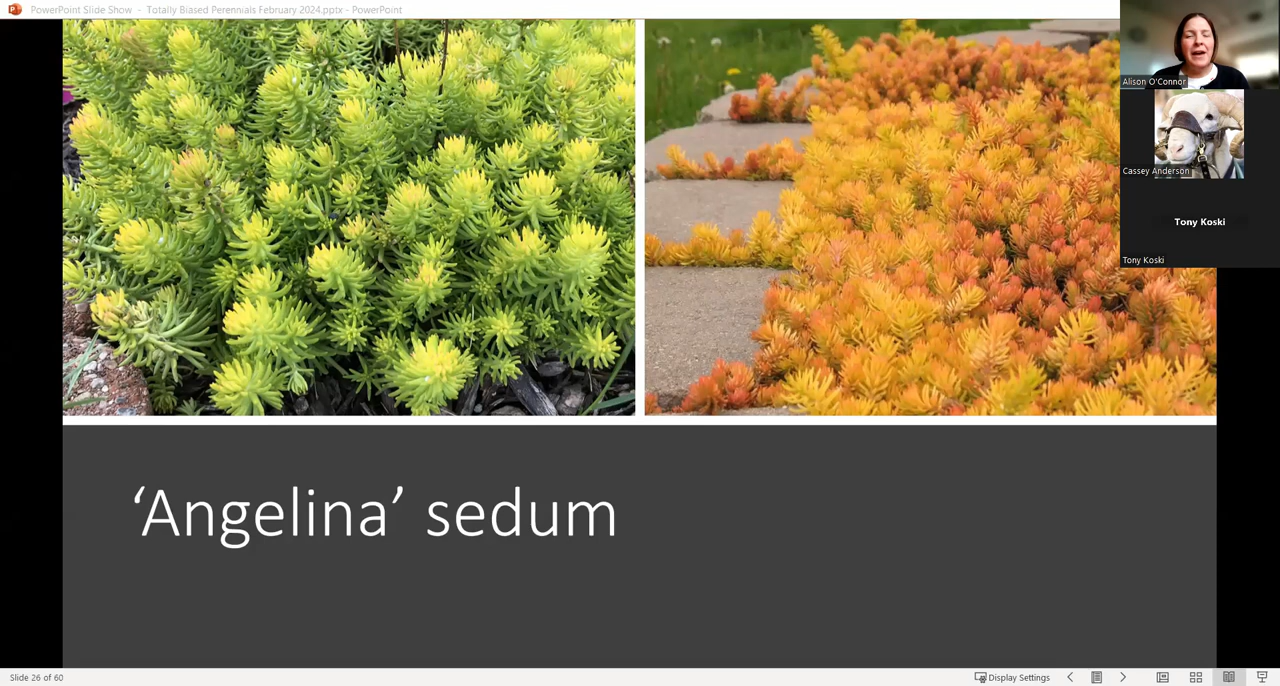 PowerPoint Slide Show - Totally Biased Perennials February 2024.pptx - PowerPoint
Alison O'Connor
Cassey Anderson
Tony Koski
Tony Koski
‘Angelina’ sedum
Slide 26 of 60
Display Settings